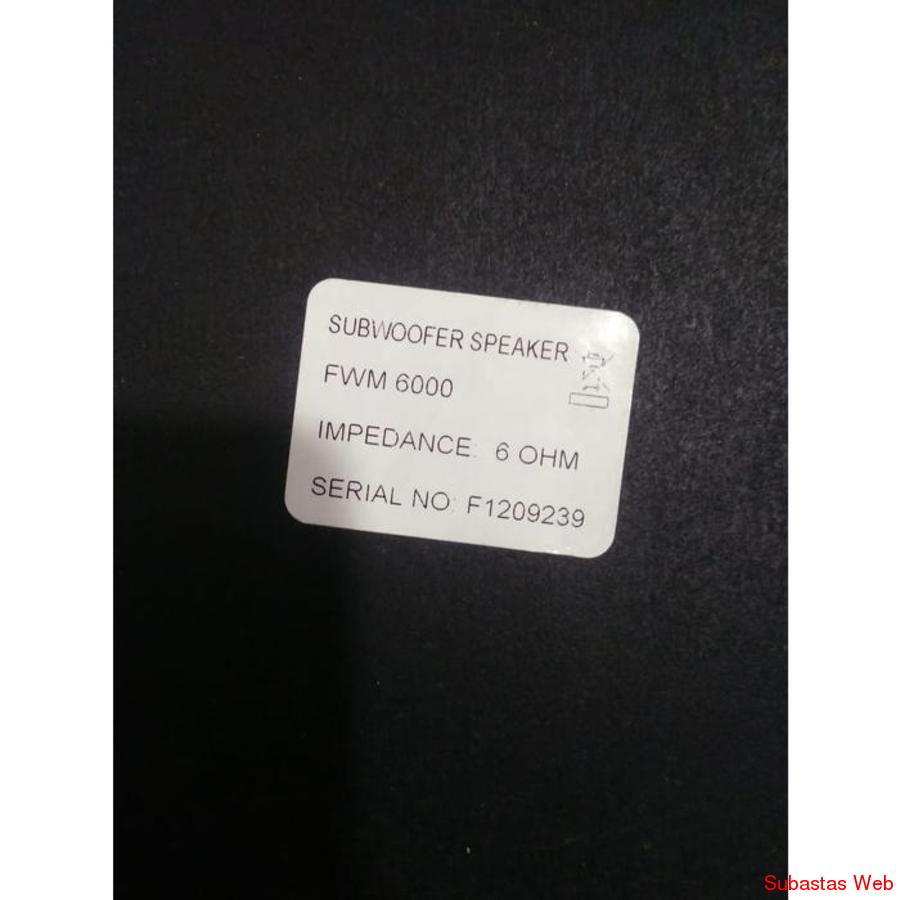 SUBWOOFER SPEAKER
FWM 6000
IMPEDANCE: 6 OHM
SERIAL NO: F1209239
Subastas Web